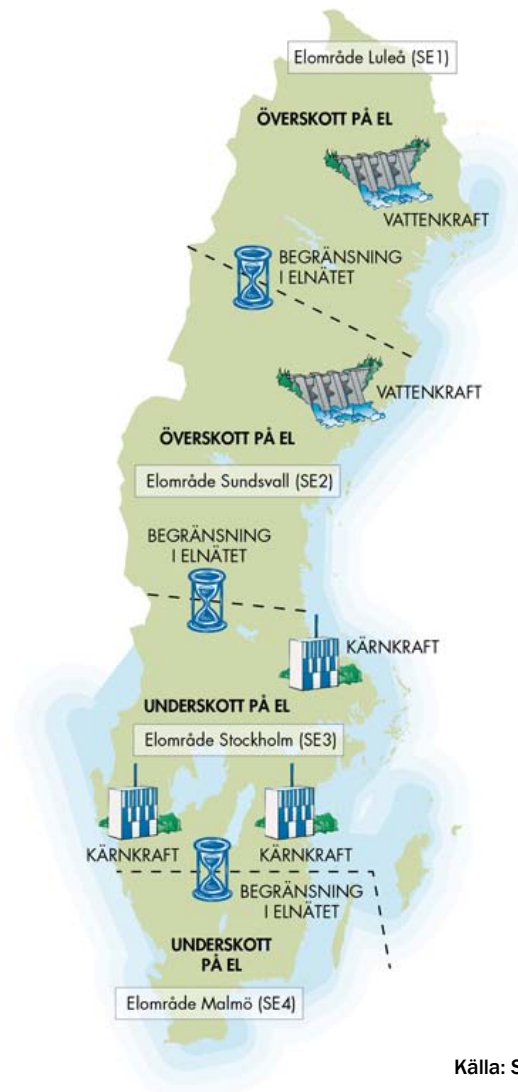 Elområde Luleå (SE1)
ÖVERSKOTT PÅ EL
VATTENKRAFT
BEGRÄNSNING
I ELNÄTET
VATTENKRAFT
ÖVERSKOTT PÅ EL
Elområde Sundsvall (SE2)
BEGRÄNSNING
I ELNÄTET
KÄRNKRAFT
UNDERSKOTT PÅ EL
Elområde Stockholm (SE3)
KÄRNKRAFT
KÄRNKRAFT
BEGRÄNSNING
I ELNÄTET
UNDERSKOTT
PÅ EL
Elområde Malmö (SE4)
Källa: S